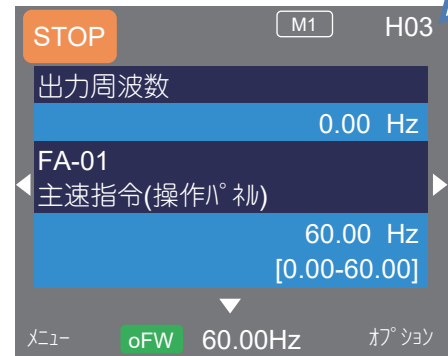 STOP M1 H03
出力周波数
0.00 Hz
FA-01
主速指令(操作ﾊﾟﾈﾙ)
60.00 Hz
[0.00-60.00]
ﾒﾆｭｰ oFW 60.00Hz ｵﾌﾟｼｮﾝ